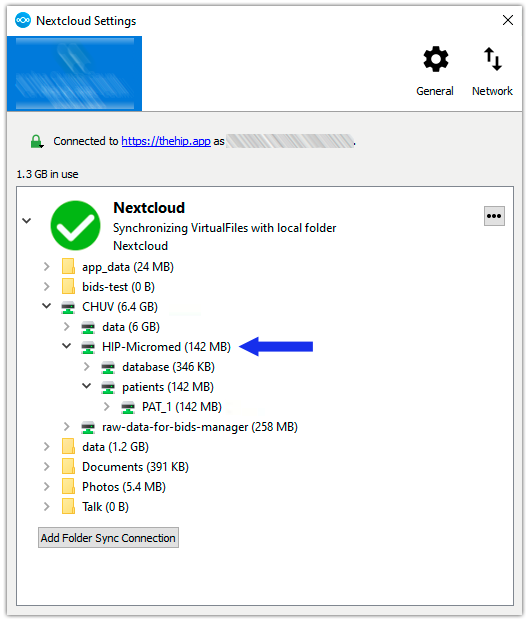 Nextcloud Settings
General
Network
Connected to https://thehip.app as .
1.3 GB in use
Nextcloud
Synchronizing VirtualFiles with local folder
Nextcloud
app_data (24 MB)
bids-test (0 B)
CHUV (6.4 GB)
data (6 GB)
HIP-Micromed (142 MB)
database (346 KB)
patients (142 MB)
PAT_1 (142 MB)
raw-data-for-bids-manager (258 MB)
data (1.2 GB)
Documents (391 KB)
Photos (5.4 MB)
Talk (0 B)
Add Folder Sync Connection